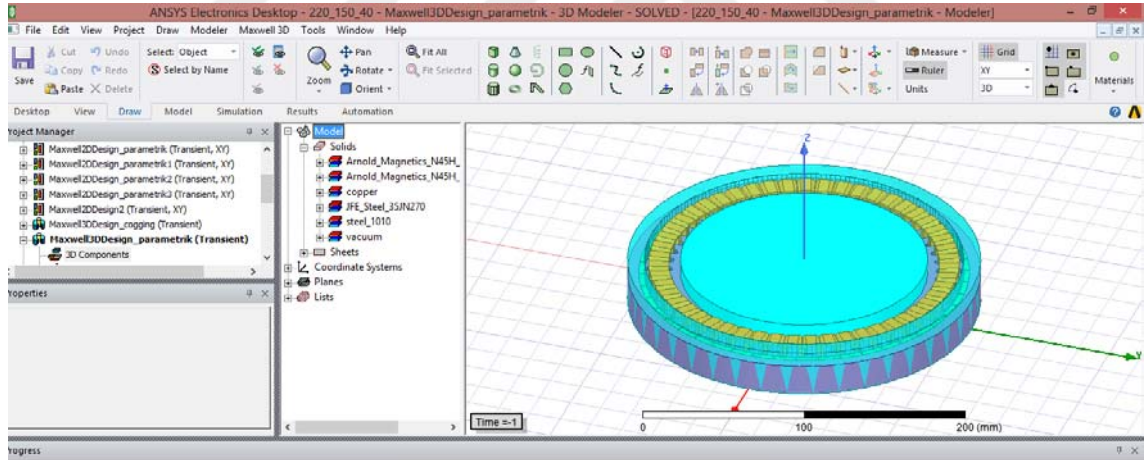 ANSYS Electronics Desktop - 220_150_40 - Maxwell3DDesign_parametrik - 3D Modeler - SOLVED - [220_150_40 - Maxwell3DDesign_parametrik - Modeler]
File Edit View Project Draw Modeler Maxwell 3D Tools Window Help
Save
Cut Undo
Copy Redo
Paste Delete
Select: Object
Select by Name
Zoom
Pan
Rotate
Orient
Fit All
Fit Selected
Measure
Ruler
Units
Grid
XY
3D
Materials
Desktop View Draw Model Simulation Results Automation
roject Manager
Maxwell2DDesign_parametrik (Transient, XY)
Maxwell2DDesign_parametrik1 (Transient, XY)
Maxwell2DDesign_parametrik2 (Transient, XY)
Maxwell2DDesign_parametrik3 (Transient, XY)
Maxwell2DDesign2 (Transient, XY)
Maxwell3DDesign_cogging (Transient)
Maxwell3DDesign_parametrik (Transient)
3D Components
roperties
Model
Solids
Arnold_Magnetics_N45H_
Arnold_Magnetics_N45H_
copper
JFE_Steel_35JN270
steel_1010
vacuum
Sheets
Coordinate Systems
Planes
Lists
Z
Y
Time =-1
0 100 200 (mm)
rogress